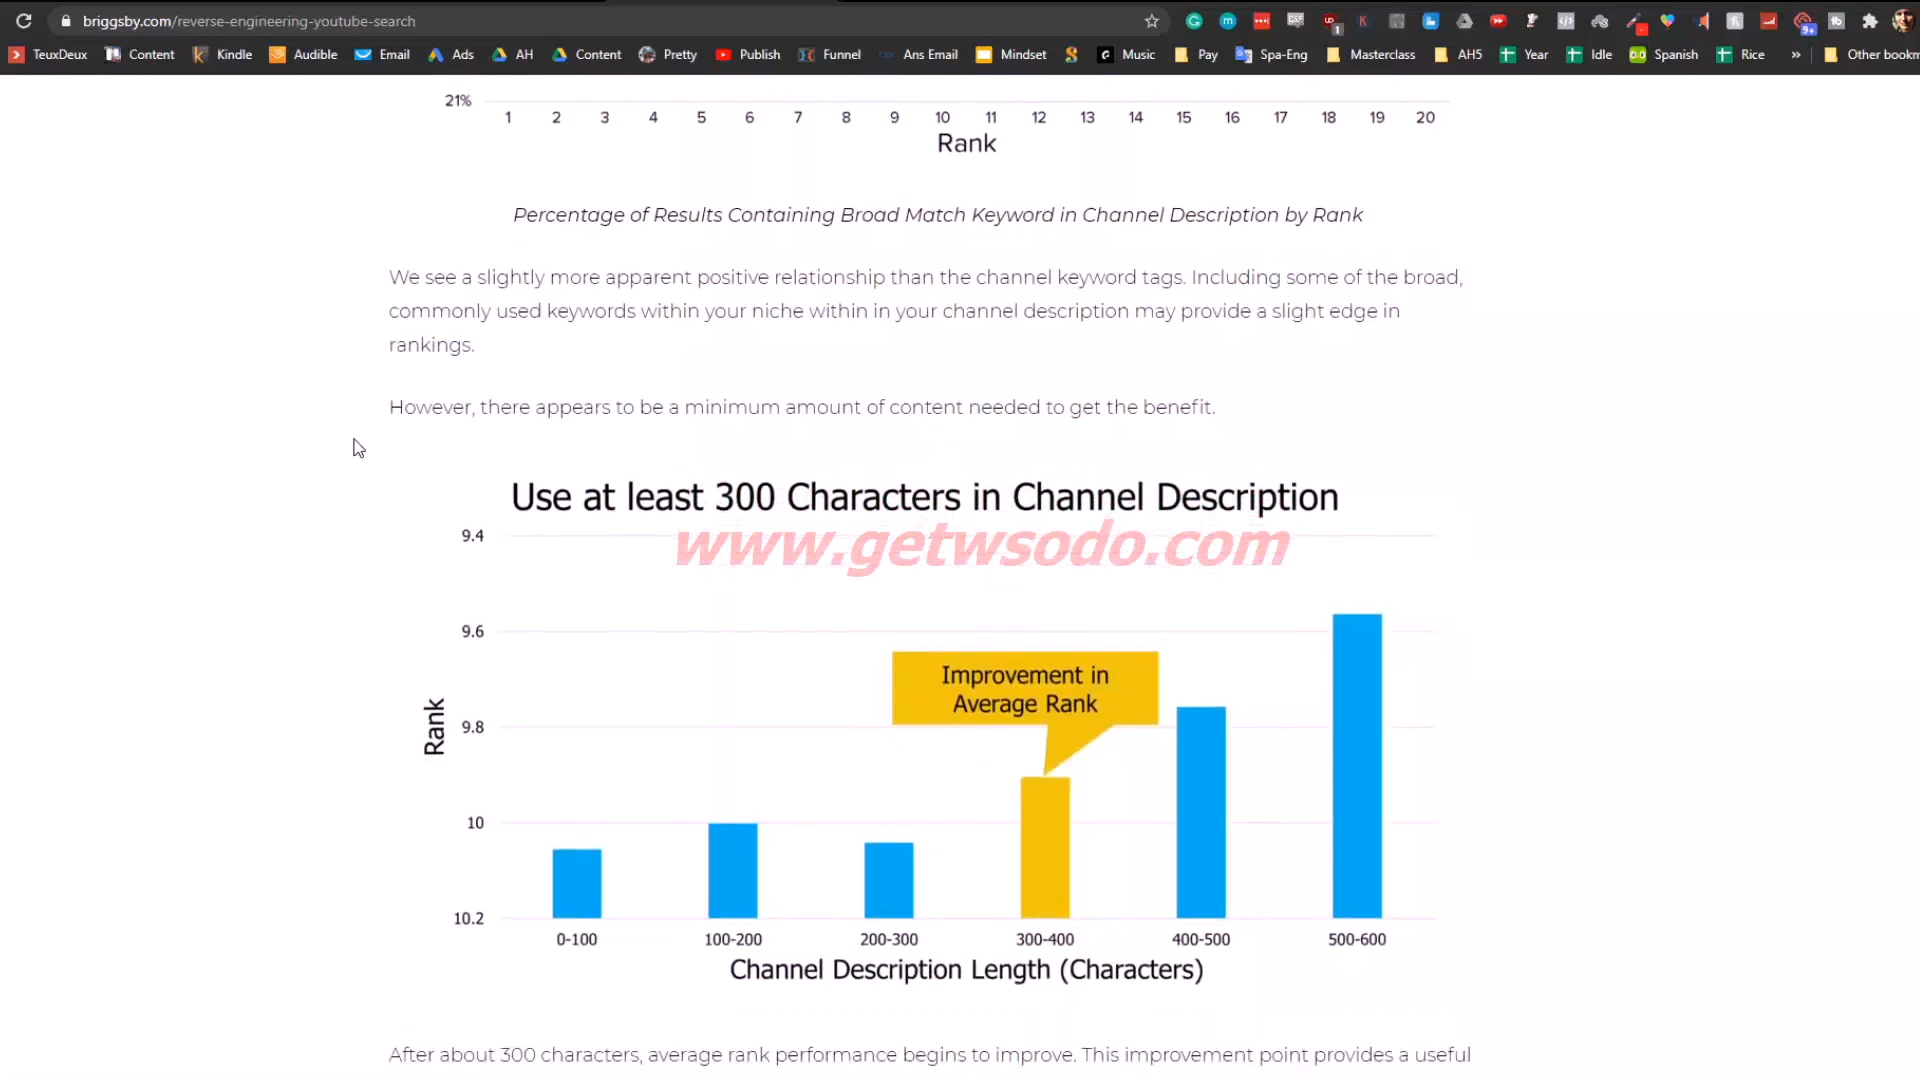 briggsby.com/reverse-engineering-youtube-search
1
9+
TeuxDeux Content Kindle Audible Email Ads AH Content Pretty Publish Funnel Ans Email Mindset Music Pay Spa-Eng Masterclass AH5 Year Idle Spanish Rice » Other bookm
21%
1 2 3 4 5 6 7 8 9 10 11 12 13 14 15 16 17 18 19 20
Rank
Percentage of Results Containing Broad Match Keyword in Channel Description by Rank
We see a slightly more apparent positive relationship than the channel keyword tags. Including some of the broad,
commonly used keywords within your niche within in your channel description may provide a slight edge in
rankings.
However, there appears to be a minimum amount of content needed to get the benefit.
Use at least 300 Characters in Channel Description
www.getwsodo.com
9.4
9.6
Improvement in
Average Rank
Rank
9.8
10
10.2
0-100 100-200 200-300 300-400 400-500 500-600
Channel Description Length (Characters)
After about 300 characters, average rank performance begins to improve. This improvement point provides a useful